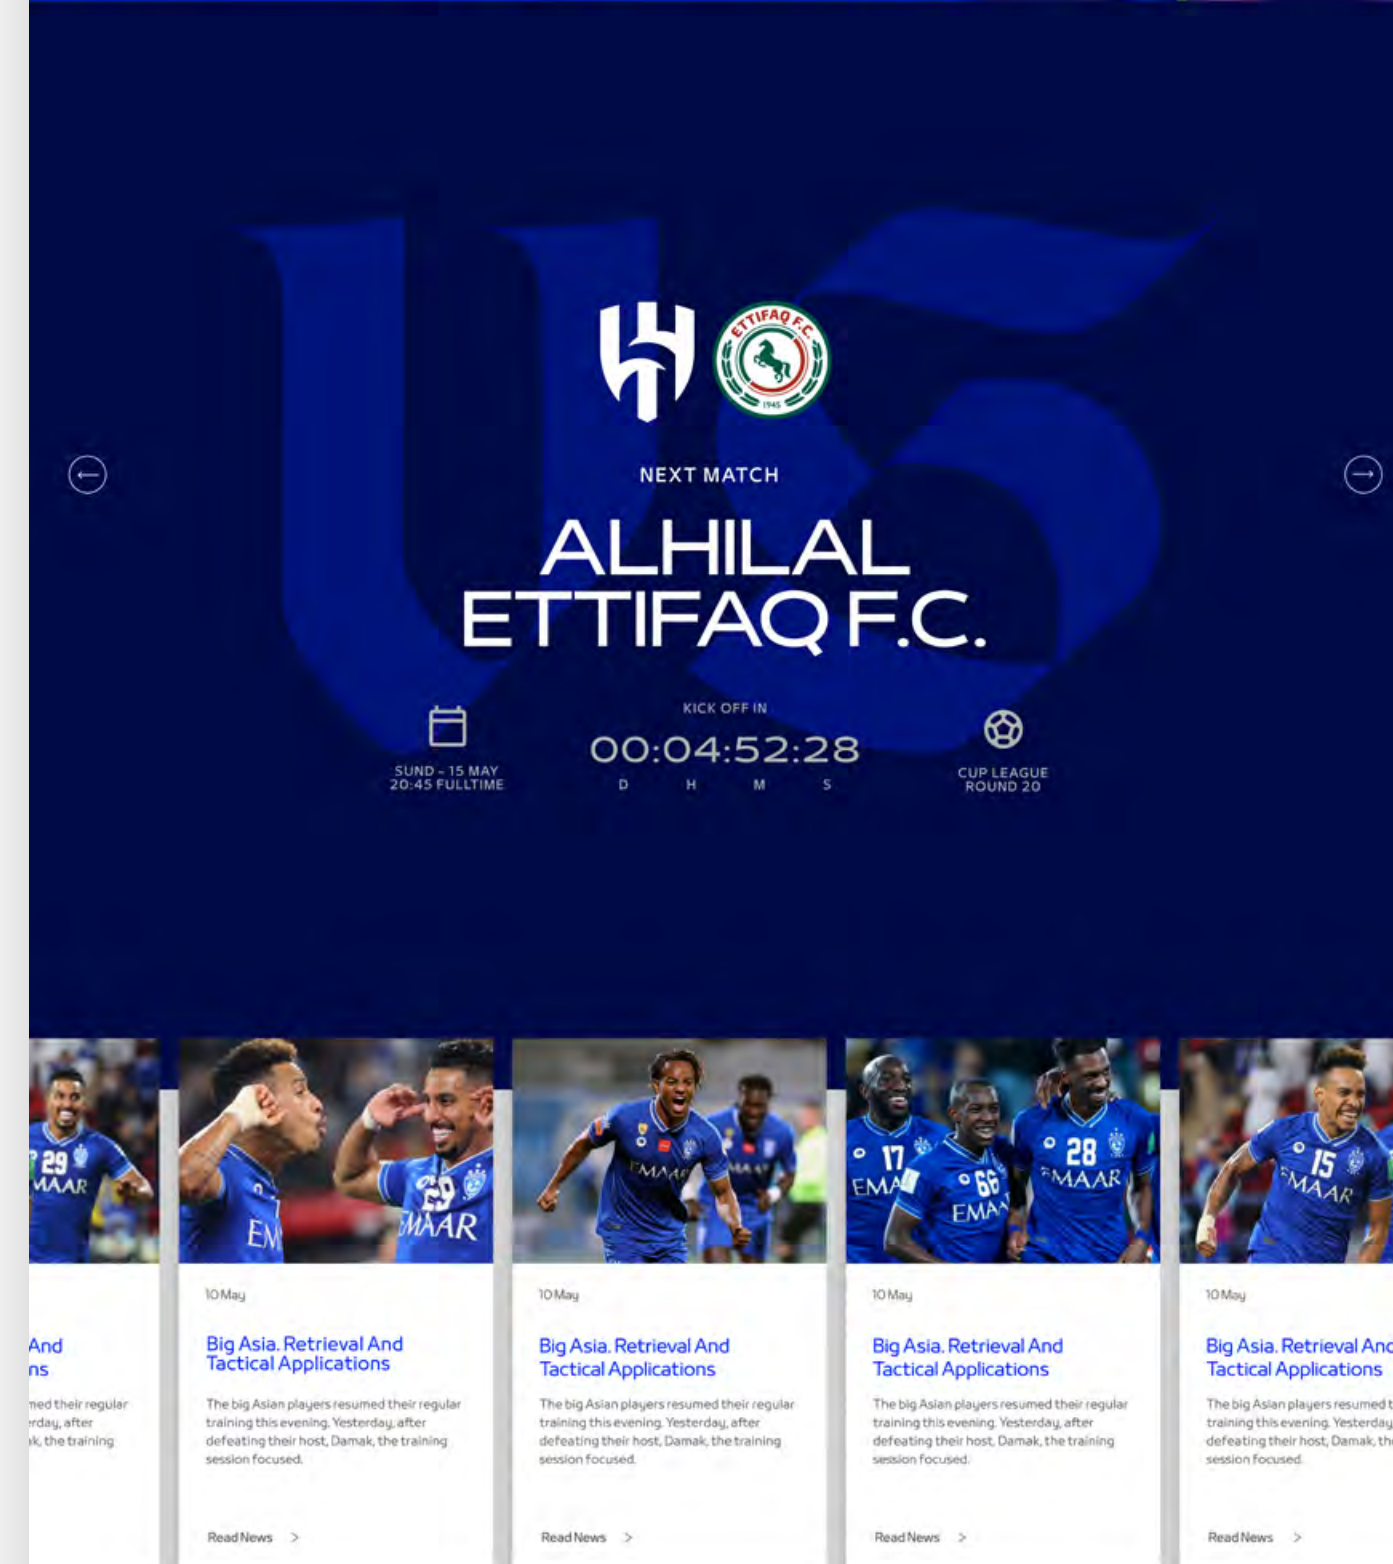 ETTIFAQ F.C.
1945
NEXT MATCH
ALHILAL
ETTIFAQ F.C.
KICK OFF IN
00:04:52:28
D H M S
SUND - 15 MAY
20:45 FULLTIME
CUP LEAGUE
ROUND 20
29
MAAR
EM
29
EMAAR
EMAAR
MAAR
17
EMA
66
EMAA
28
EMAAR
15
EMAAR
And
ns
med their regular
rday, after
ak, the training
10 May
Big Asia. Retrieval And
Tactical Applications
The big Asian players resumed their regular
training this evening. Yesterday, after
defeating their host, Damak, the training
session focused.
Read News >
10 May
Big Asia. Retrieval And
Tactical Applications
The big Asian players resumed their regular
training this evening. Yesterday, after
defeating their host, Damak, the training
session focused.
Read News >
10 May
Big Asia. Retrieval And
Tactical Applications
The big Asian players resumed their regular
training this evening. Yesterday, after
defeating their host, Damak, the training
session focused.
Read News >
10 May
Big Asia. Retrieval And
Tactical Applications
The big Asian players resumed t
training this evening. Yesterday
defeating their host, Damak, the
session focused.
Read News >